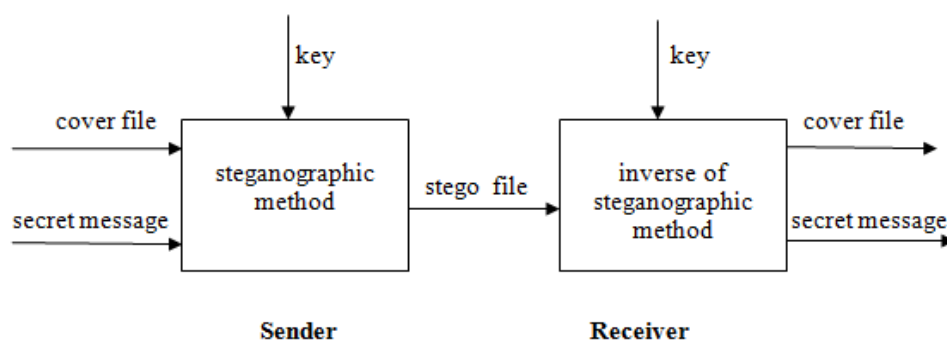 key
key
cover file
cover file
steganographic
method
inverse of
steganographic
method
stego file
secret message
secret message
Sender
Receiver